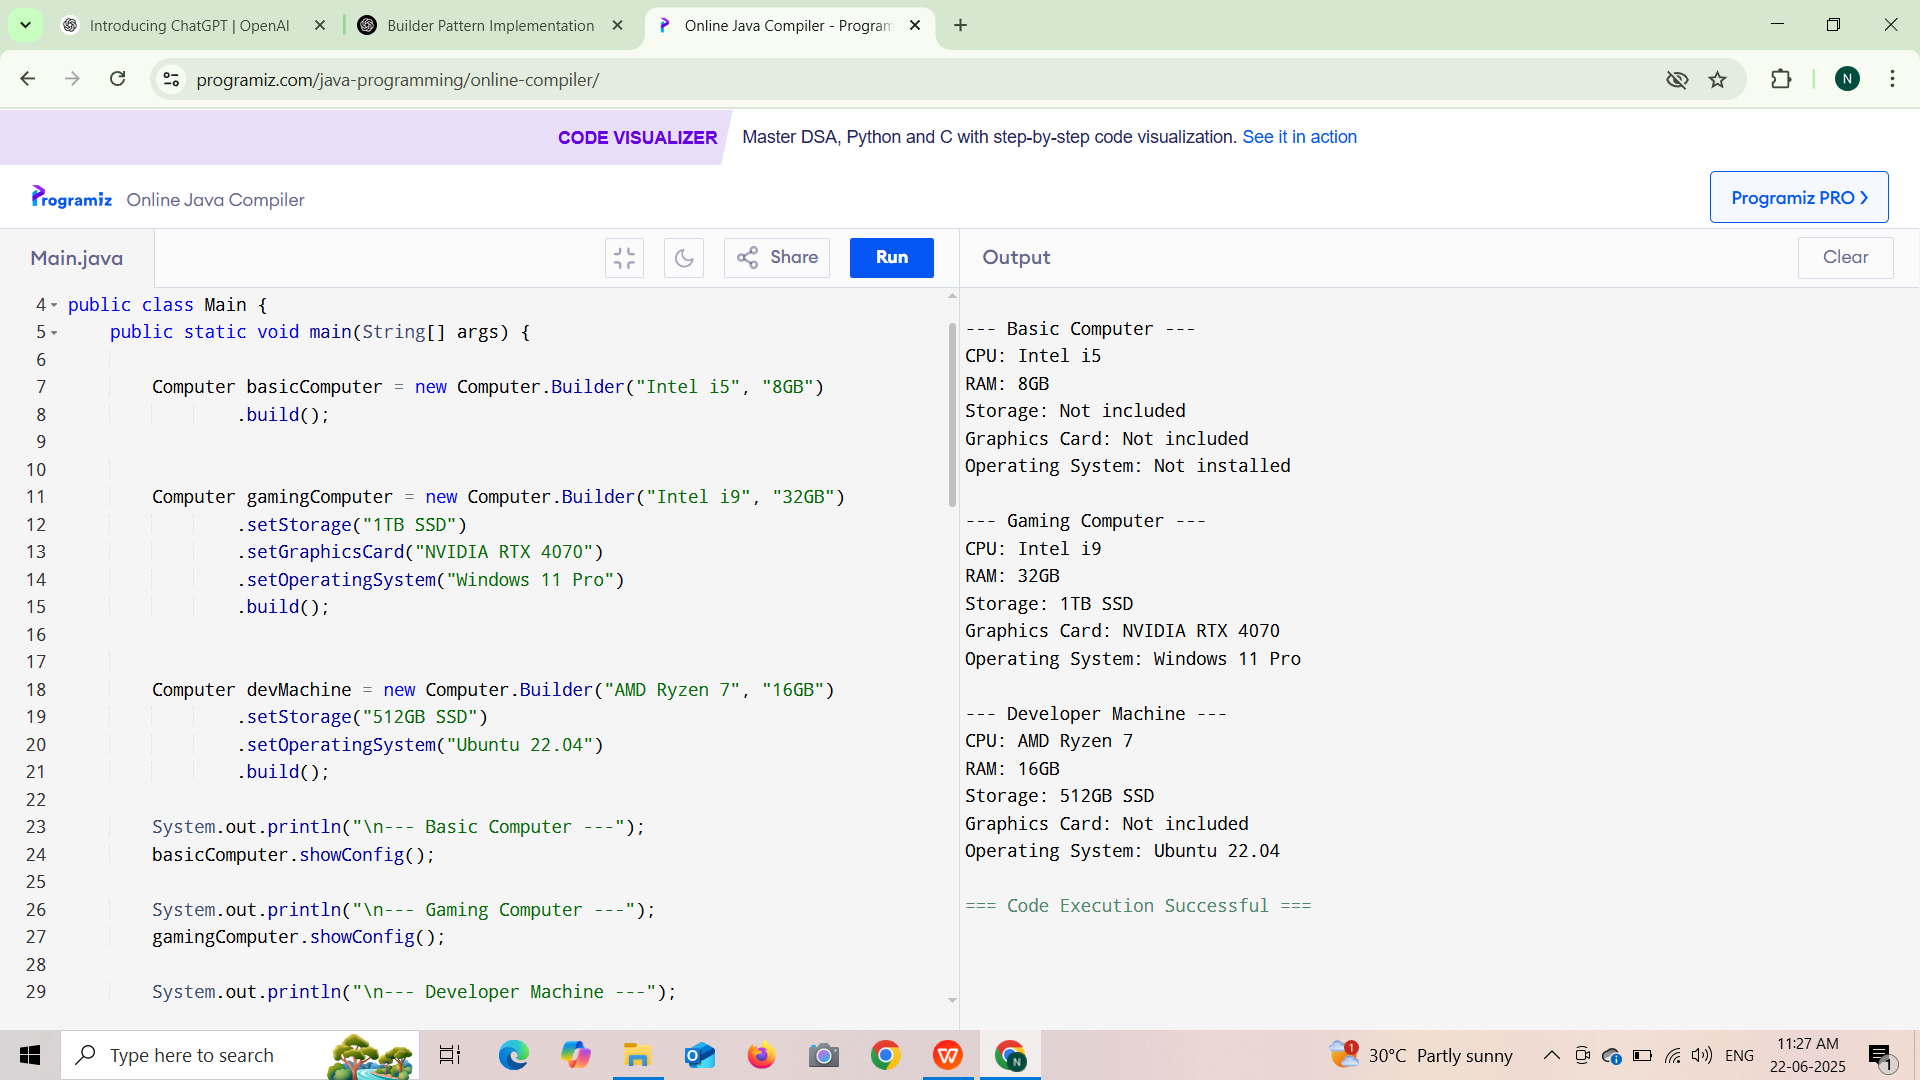 Introducing ChatGPT | OpenAI
Builder Pattern Implementation
Online Java Compiler - Program
programiz.com/java-programming/online-compiler/
N
CODE VISUALIZER Master DSA, Python and C with step-by-step code visualization. See it in action
Programiz Online Java Compiler
Programiz PRO
Main.java
Share
Run
Output
Clear
4 public class Main {
5 public static void main(String[] args) {
6
7 Computer basicComputer = new Computer.Builder("Intel i5", "8GB")
8 .build();
9
10
11 Computer gamingComputer = new Computer.Builder("Intel i9", "32GB")
12 .setStorage("1TB SSD")
13 .setGraphicsCard("NVIDIA RTX 4070")
14 .setOperatingSystem("Windows 11 Pro")
15 .build();
16
17
18 Computer devMachine = new Computer.Builder("AMD Ryzen 7", "16GB")
19 .setStorage("512GB SSD")
20 .setOperatingSystem("Ubuntu 22.04")
21 .build();
22
23 System.out.println("\n--- Basic Computer ---");
24 basicComputer.showConfig();
25
26 System.out.println("\n--- Gaming Computer ---");
27 gamingComputer.showConfig();
28
29 System.out.println("\n--- Developer Machine ---");
--- Basic Computer ---
CPU: Intel i5
RAM: 8GB
Storage: Not included
Graphics Card: Not included
Operating System: Not installed
--- Gaming Computer ---
CPU: Intel i9
RAM: 32GB
Storage: 1TB SSD
Graphics Card: NVIDIA RTX 4070
Operating System: Windows 11 Pro
--- Developer Machine ---
CPU: AMD Ryzen 7
RAM: 16GB
Storage: 512GB SSD
Graphics Card: Not included
Operating System: Ubuntu 22.04
=== Code Execution Successful ===
Type here to search
1
30°C Partly sunny
ENG
11:27 AM
22-06-2025
1